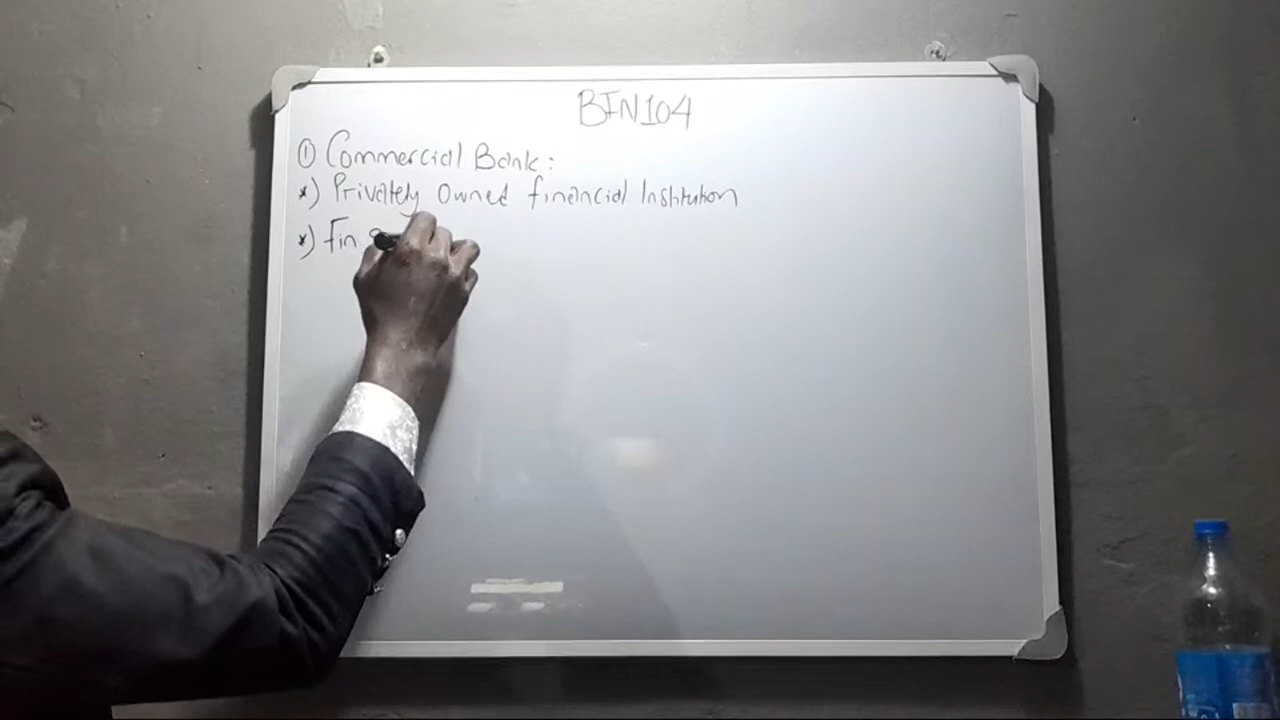 BFN104
① Commercial Bank:
*) Privately Owned financial Institution
*) Fin